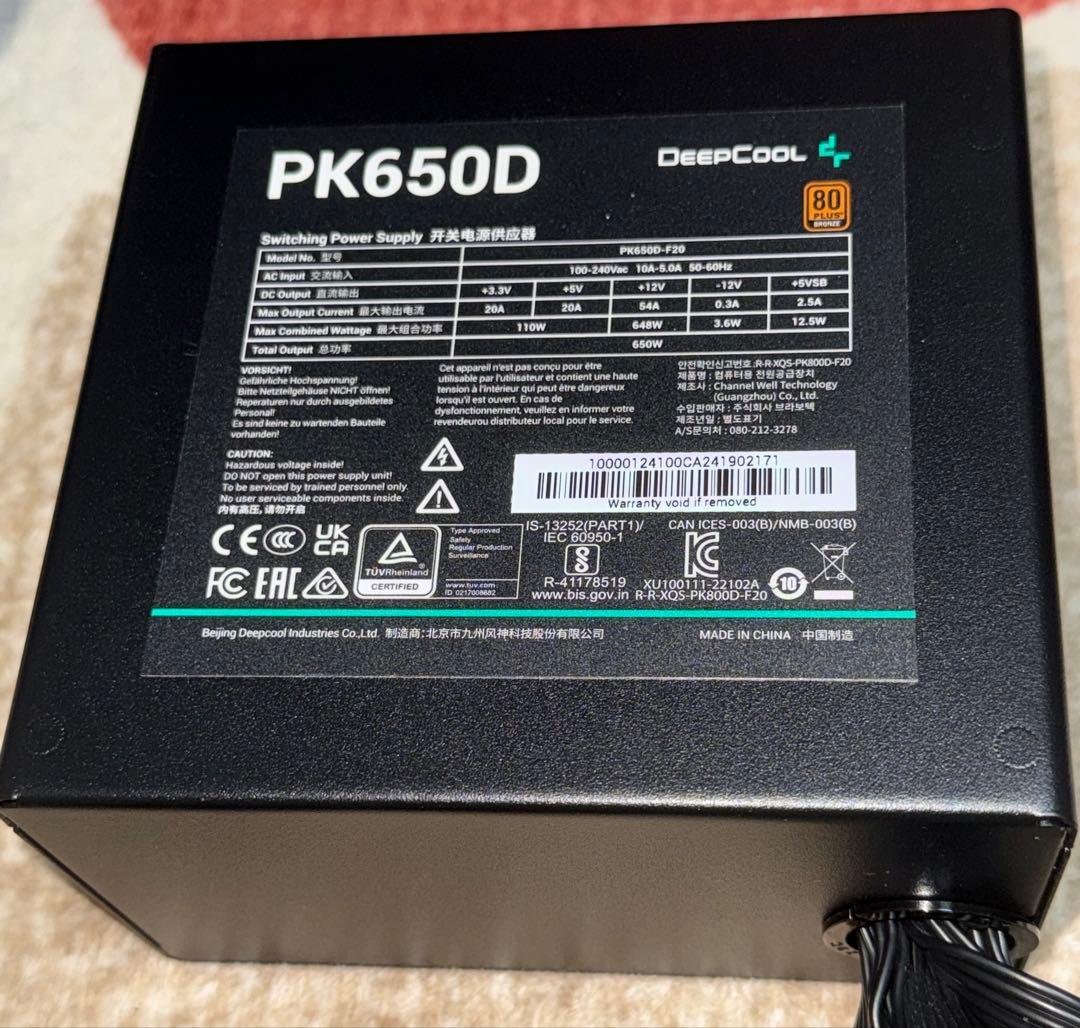 PK650D
DEEPCOOL
80
PLUS
BRONZE
Switching Power Supply 开关电源供应器
Model No. 型号 PK650D-F20
AC Input 交流输入 100-240Vac 10A-5.0A 50-60Hz
DC Output 直流输出 +3.3V +5V +12V -12V +5VSB
Max Output Current 最大输出电流 20A 20A 54A 0.3A 2.5A
Max Combined Wattage 最大组合功率 110W 648W 3.6W 12.5W
Total Output 总功率 650W
VORSICHT!
Gefährliche Hochspannung!
Bitte Netzteilgehäuse NICHT öffnen!
Reperaturen nur durch ausgebildetes
Personal!
Es sind keine zu wartenden Bauteile
vorhanden!
Cet appareil n'est pas conçu pour être
utilisable par l'utilisateur et contient une haute
tension à l'intérieur qui peut être dangereux
lorsqu'il est ouvert. En cas de
dysfonctionnement, veuillez en informer votre
revendeurou distributeur local pour le service.
안전확인신고번호:R-R-XQS-PK800D-F20
제품명 : 컴퓨터용 전원공급장치
제조사 : Channel Well Technology
(Guangzhou) Co., Ltd.
수입판매자 : 주식회사 브라보텍
제조년일 : 별도표기
A/S문의처 : 080-212-3278
CAUTION:
Hazardous voltage inside!
DO NOT open this power supply unit!
To be serviced by trained personnel only.
No user serviceable components inside.
内有高压, 请勿开启
10000124100CA241902171
Warranty void if removed
CE CCC UK
CA
FC EAC
TÜVRheinland®
CERTIFIED
Type Approved
Safety
Regular Production
Surveillance
www.tuv.com
ID 0217008682
IS-13252(PART1)/
IEC 60950-1
R-41178519
www.bis.gov.in
CAN ICES-003(B)/NMB-003(B)
XU100111-22102A
R-R-XQS-PK800D-F20
10
Beijing Deepcool Industries Co.,Ltd. 制造商:北京市九州风神科技股份有限公司
MADE IN CHINA 中国制造